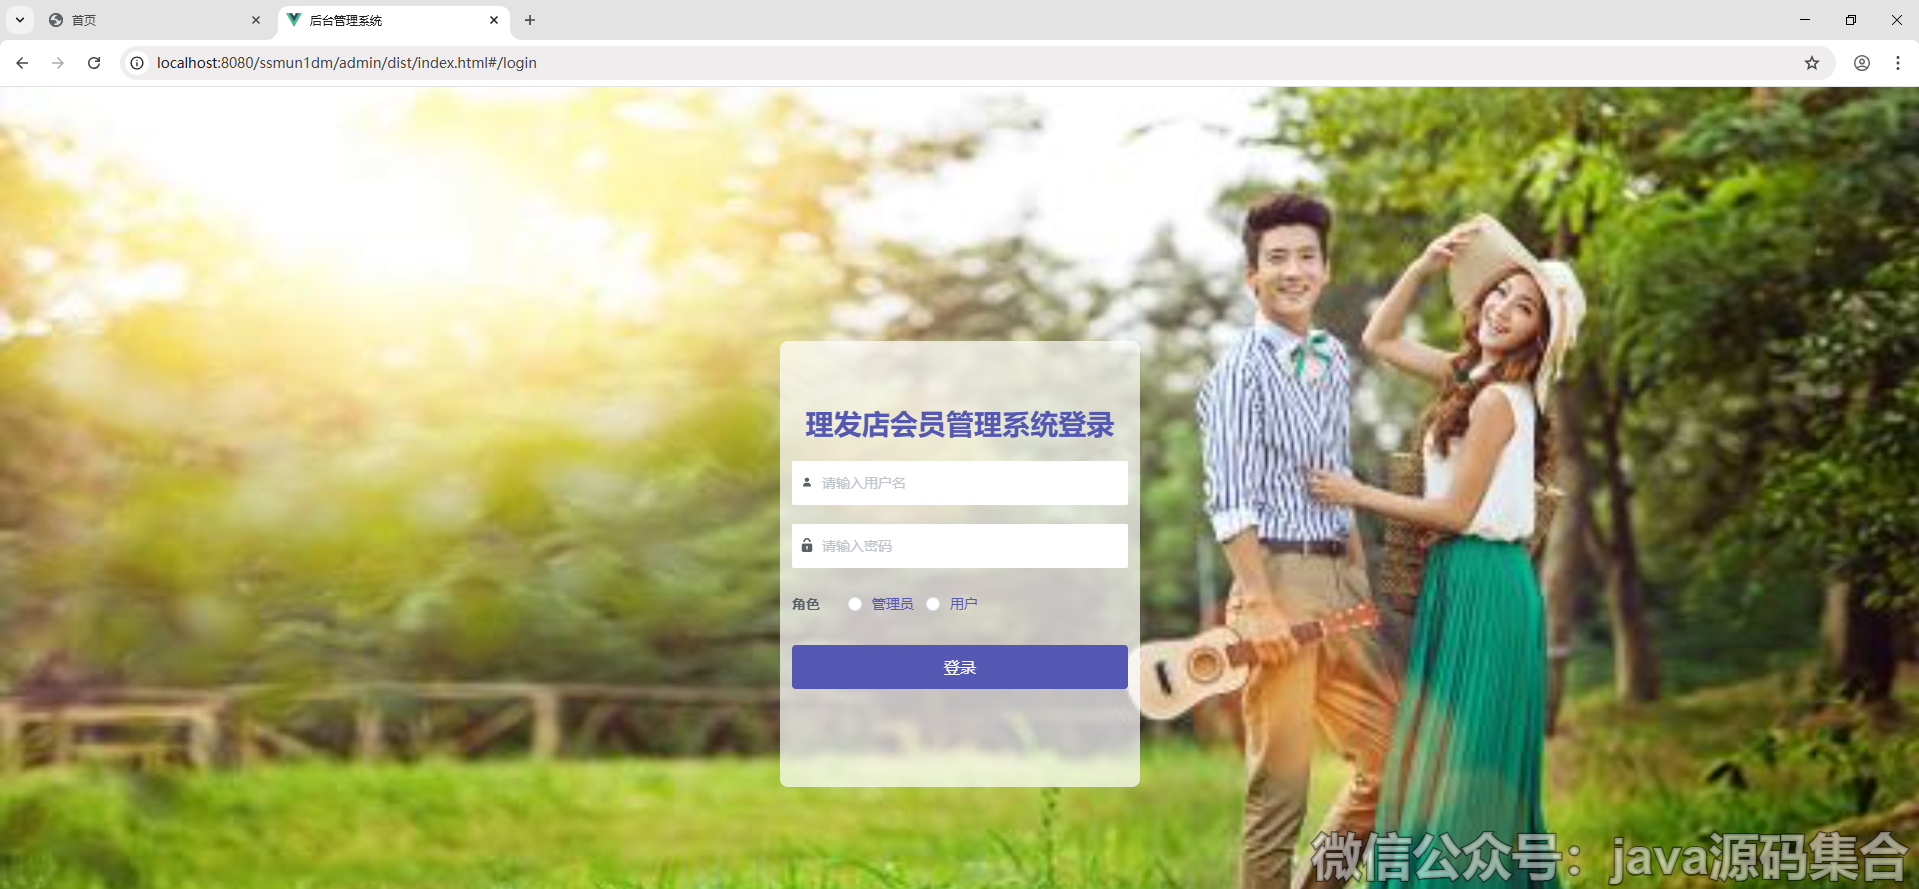 首页
后台管理系统
localhost:8080/ssmun1dm/admin/dist/index.html#/login
理发店会员管理系统登录
请输入用户名
请输入密码
角色 管理员 用户
登录
微信公众号：java源码集合